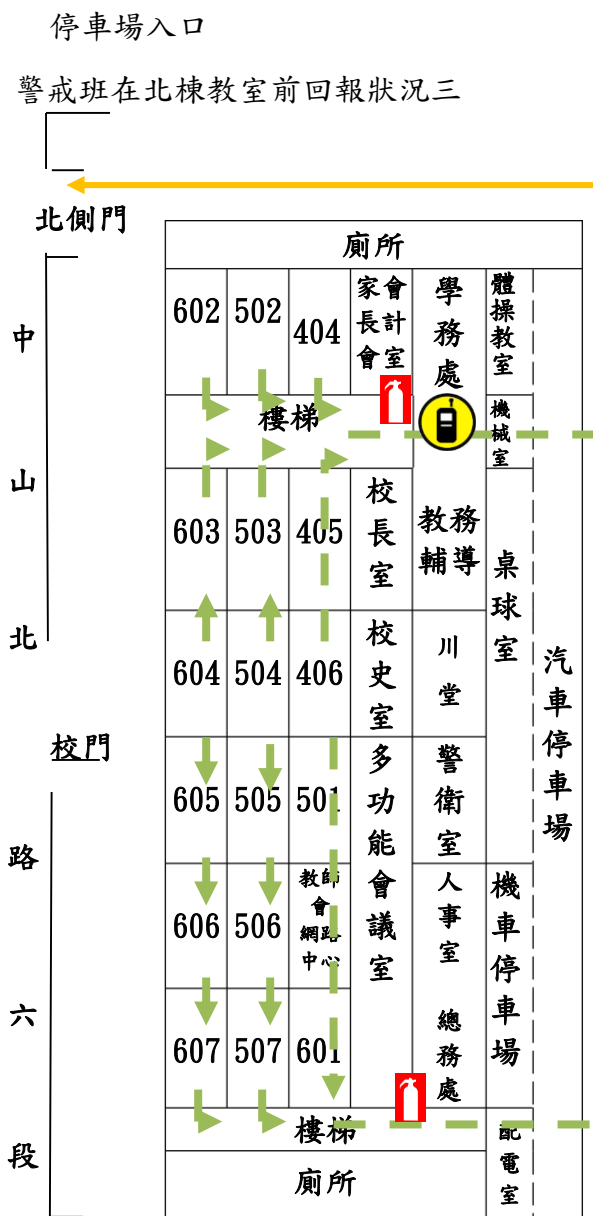 停車場入口
警戒班在北棟教室前回報狀況三
北側門
廁所
602 502 404 家長會 會計室 學務處 體操教室
樓梯 機械室
603 503 405 校長室 教務 輔導 桌球室
604 504 406 校史室 川堂
605 505 501 多功能會議室 警衛室 汽車停車場
606 506 教師會 網路中心 人事室 機車停車場
607 507 601 總務處
樓梯
廁所
配電室
中山北路六段
校門